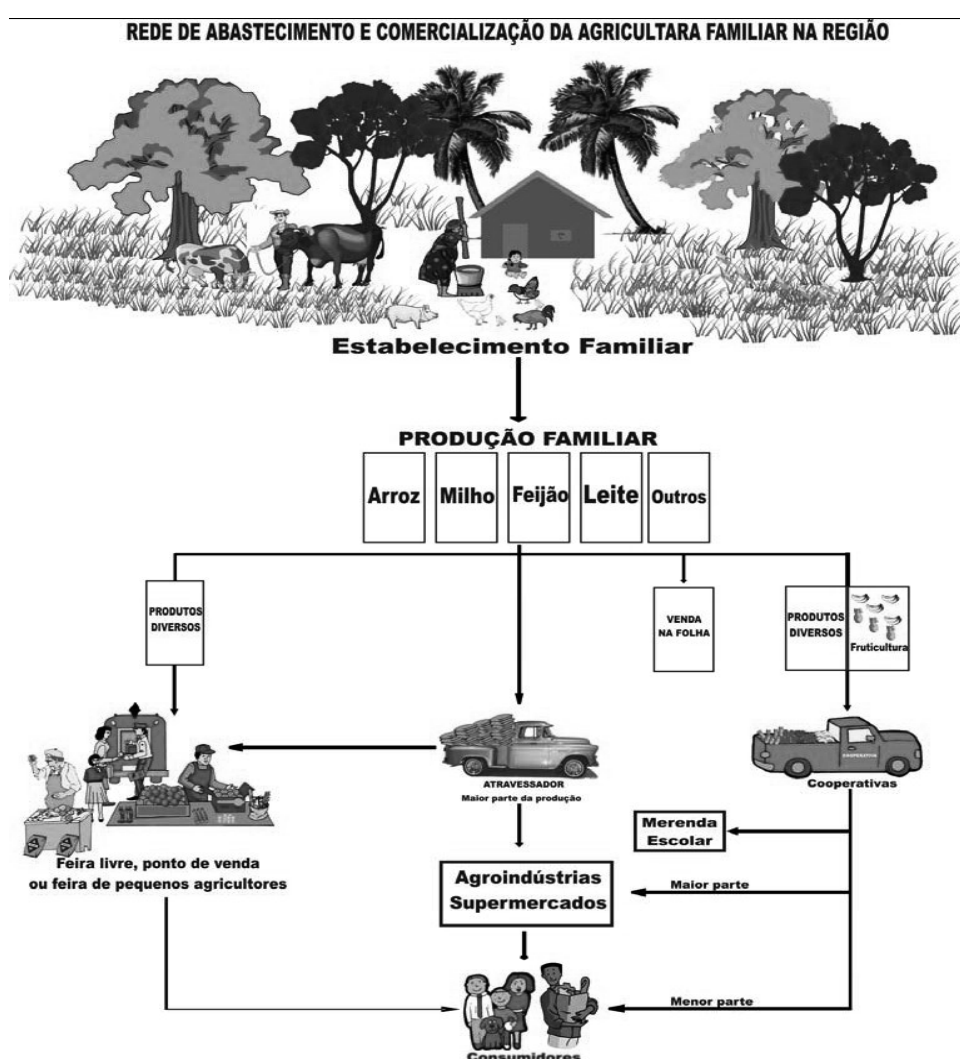 REDE DE ABASTECIMENTO E COMERCIALIZAÇÃO DA AGRICULTARA FAMILIAR NA REGIÃO
Estabelecimento Familiar
PRODUÇÃO FAMILIAR
Arroz
Milho
Feijão
Leite
Outros
PRODUTOS
DIVERSOS
VENDA
NA FOLHA
PRODUTOS
DIVERSOS
Fruticultura
COOPERATIVA
ATRAVESSADOR
Maior parte da produção
Cooperativas
Merenda
Escolar
Feira livre, ponto de venda
ou feira de pequenos agricultores
Agroindústrias
Supermercados
Maior parte
Menor parte
Consumidores